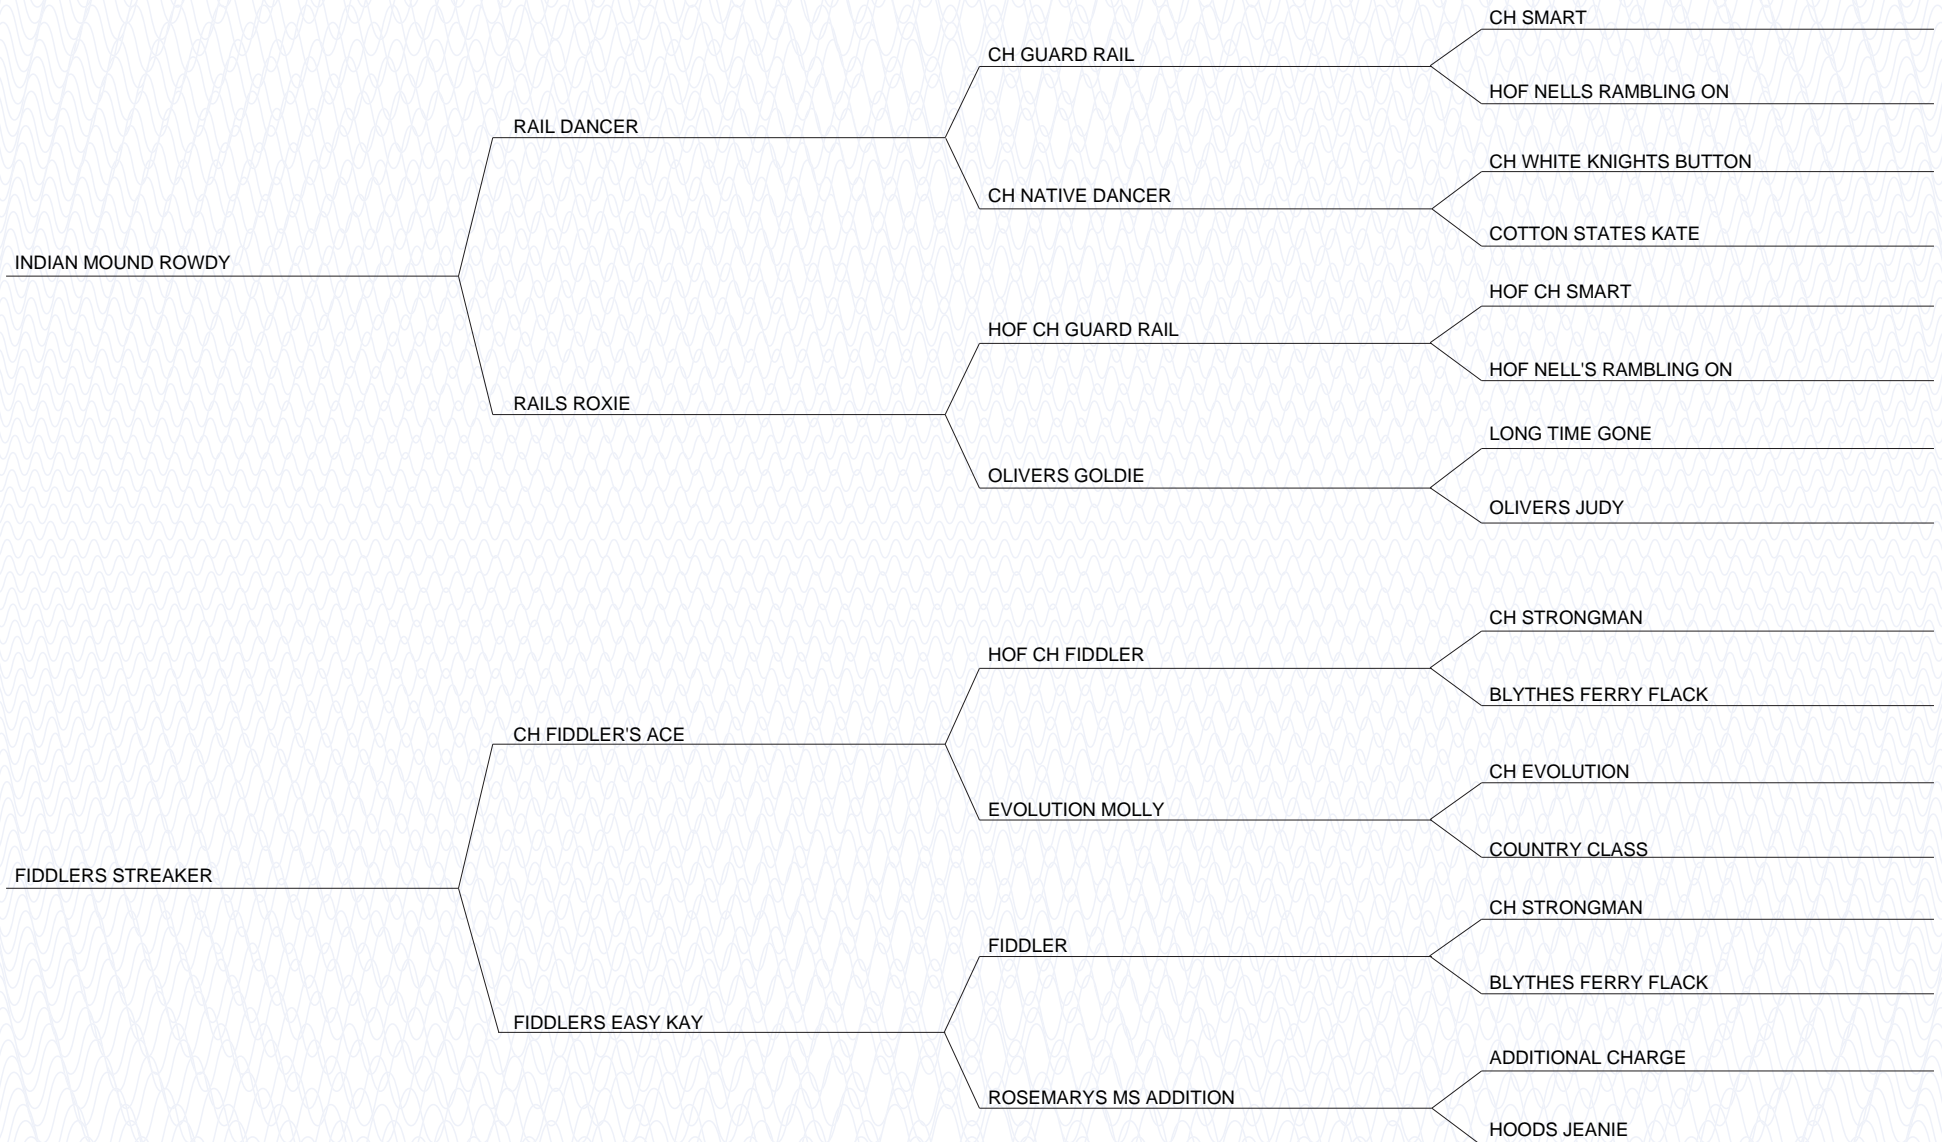 CH SMART
CH GUARD RAIL
HOF NELLS RAMBLING ON
RAIL DANCER
CH WHITE KNIGHTS BUTTON
CH NATIVE DANCER
COTTON STATES KATE
INDIAN MOUND ROWDY
HOF CH SMART
HOF CH GUARD RAIL
HOF NELL'S RAMBLING ON
RAILS ROXIE
LONG TIME GONE
OLIVERS GOLDIE
OLIVERS JUDY
CH STRONGMAN
HOF CH FIDDLER
BLYTHES FERRY FLACK
CH FIDDLER'S ACE
CH EVOLUTION
EVOLUTION MOLLY
COUNTRY CLASS
FIDDLERS STREAKER
CH STRONGMAN
FIDDLER
BLYTHES FERRY FLACK
FIDDLERS EASY KAY
ADDITIONAL CHARGE
ROSEMARYS MS ADDITION
HOODS JEANIE